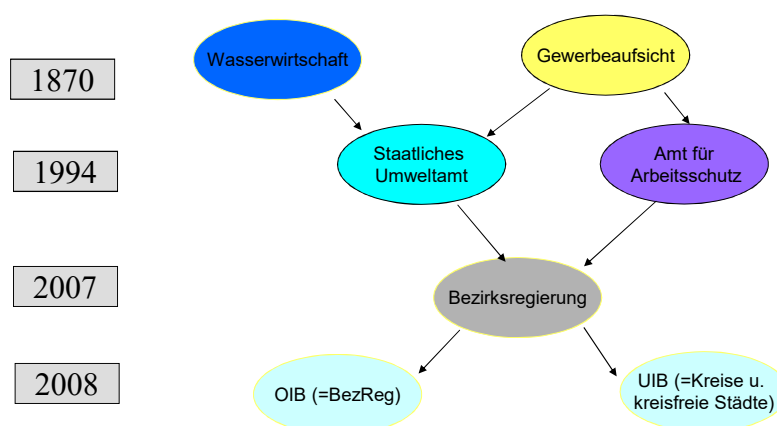 Wasserwirtschaft
Gewerbeaufsicht
1870
Staatliches
Umweltamt
Amt für
Arbeitsschutz
1994
2007
Bezirksregierung
2008
OIB (=BezReg)
UIB (=Kreise u.
kreisfreie Städte)